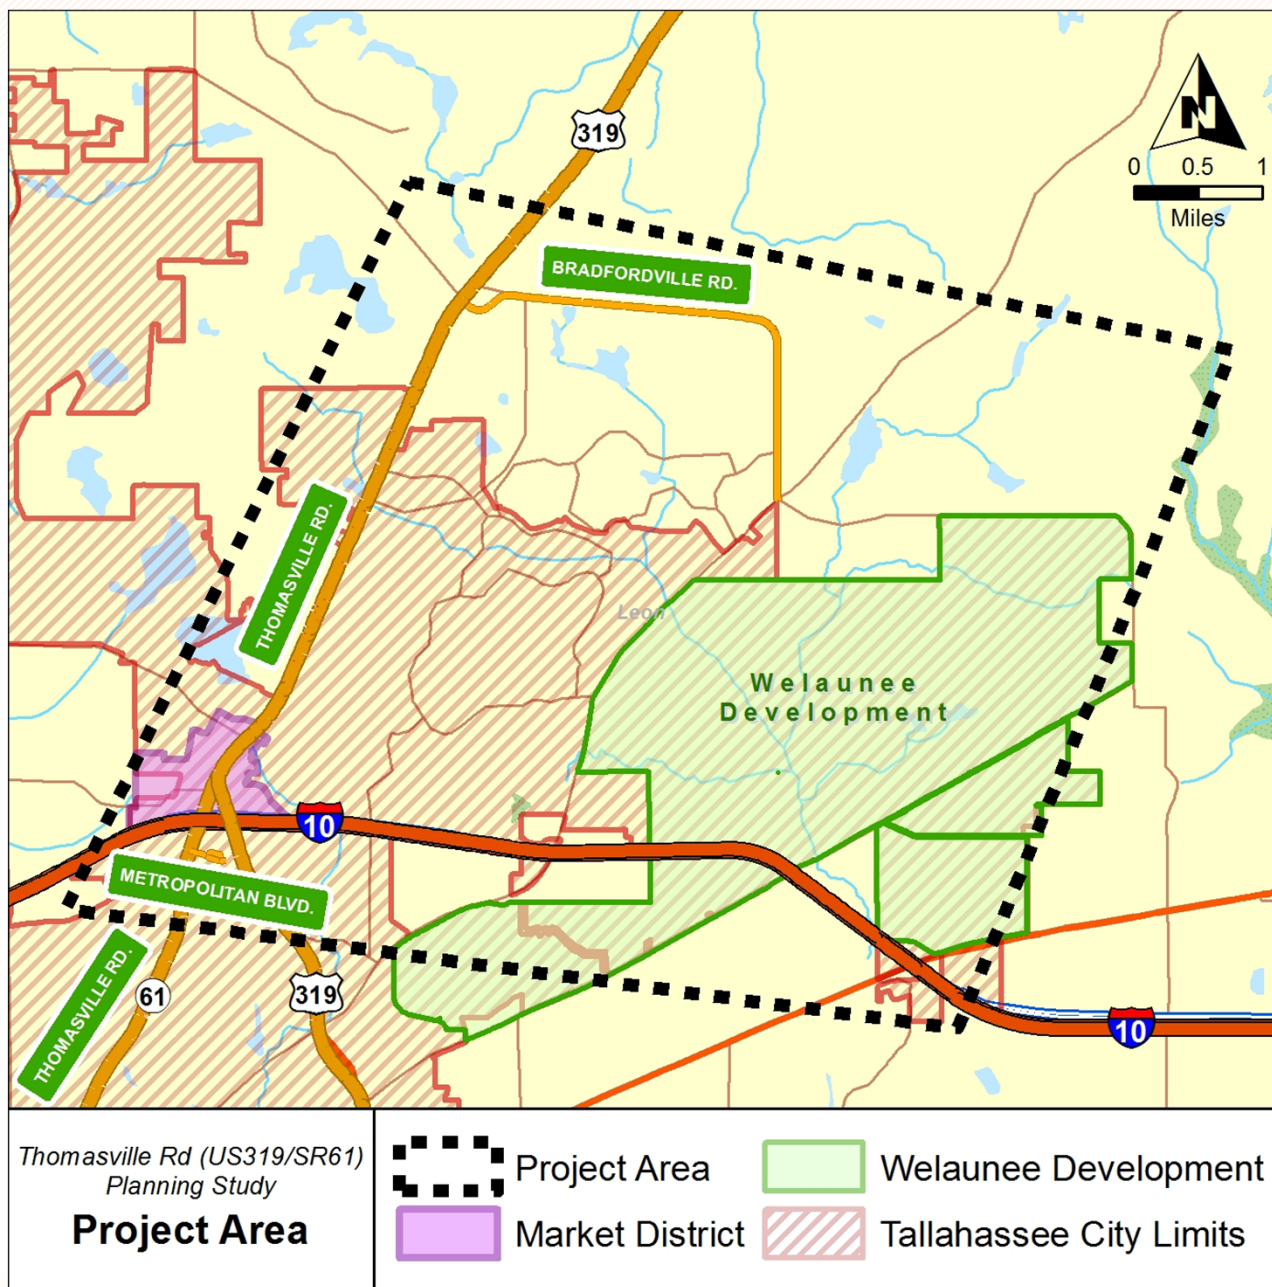 319
N
0 0.5 1
Miles
BRADFORDVILLE RD.
THOMASVILLE RD.
Leon
Welaunee
Development
10
METROPOLITAN BLVD.
THOMASVILLE RD.
61
319
10
Thomasville Rd (US319/SR61)
Planning Study
Project Area
Project Area
Welaunee Development
Market District
Tallahassee City Limits